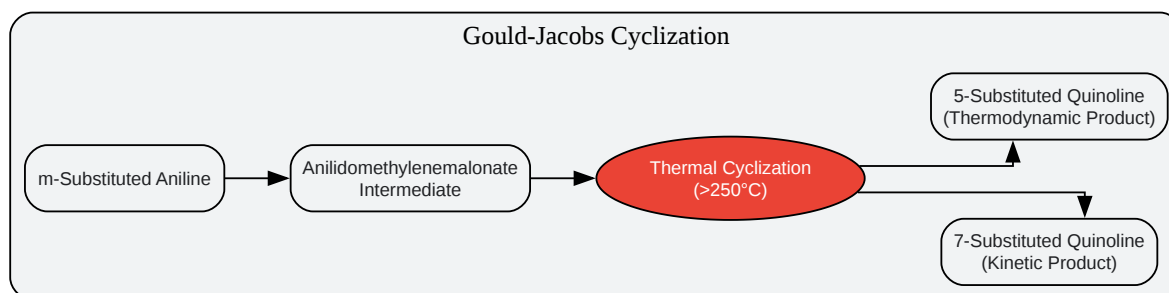 Gould-Jacobs Cyclization
m-Substituted Aniline
Anilidomethylenemalonate
Intermediate
Thermal Cyclization
(>250°C)
5-Substituted Quinoline
(Thermodynamic Product)
7-Substituted Quinoline
(Kinetic Product)